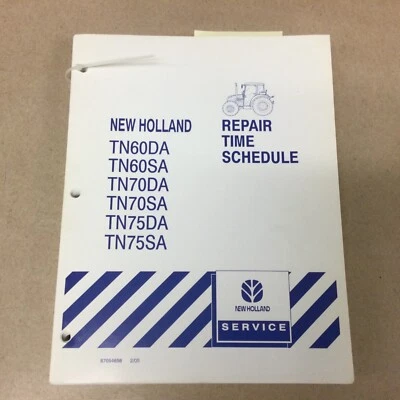 NEW HOLLAND
TN60DA
TN60SA
TN70DA
TN70SA
TN75DA
TN75SA
REPAIR
TIME
SCHEDULE
NEW HOLLAND
SERVICE